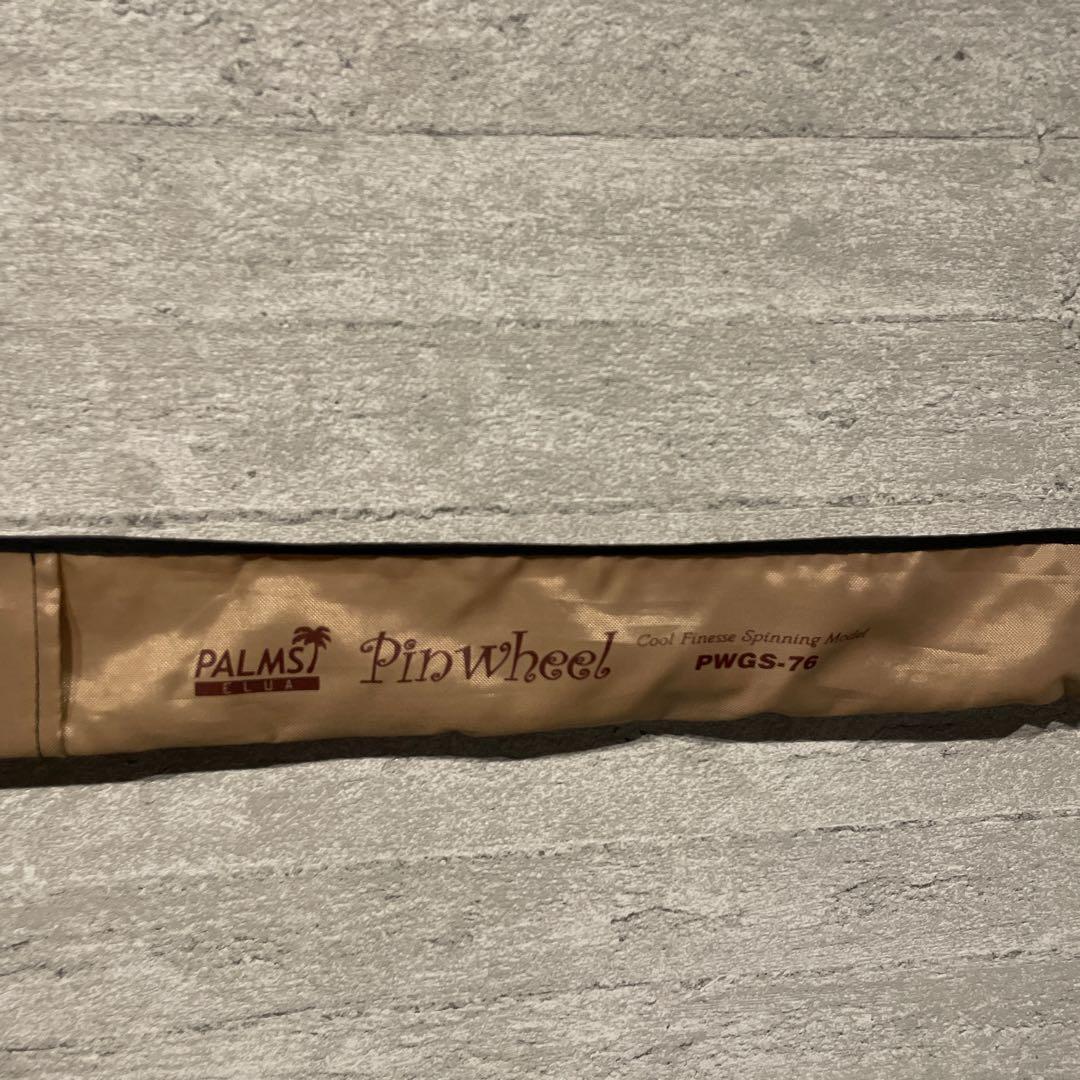 PALMS
ELUA
Pinwheel
Cool Finesse Spinning Model
PWGS-76